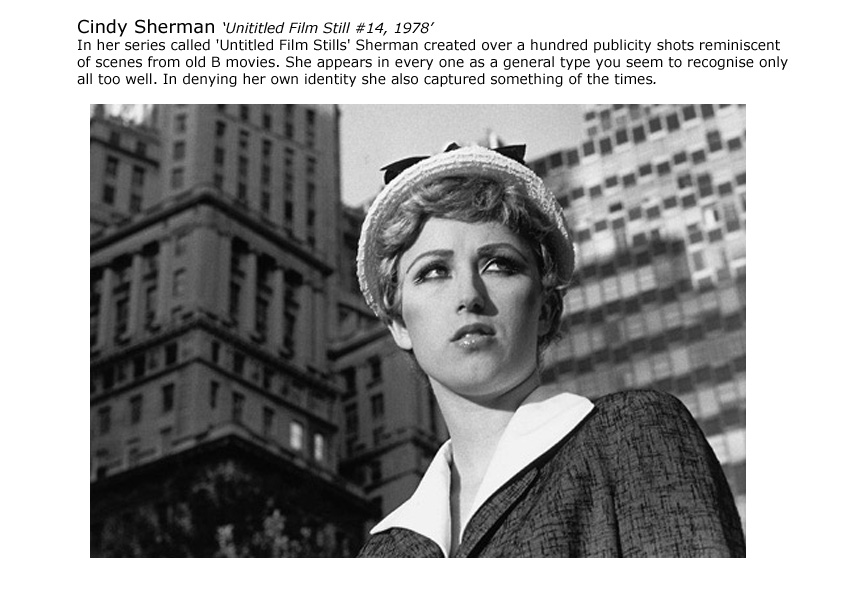 Cindy Sherman ‘Unititled Film Still #14, 1978’
In her series called 'Untitled Film Stills' Sherman created over a hundred publicity shots reminiscent
of scenes from old B movies. She appears in every one as a general type you seem to recognise only
all too well. In denying her own identity she also captured something of the times.